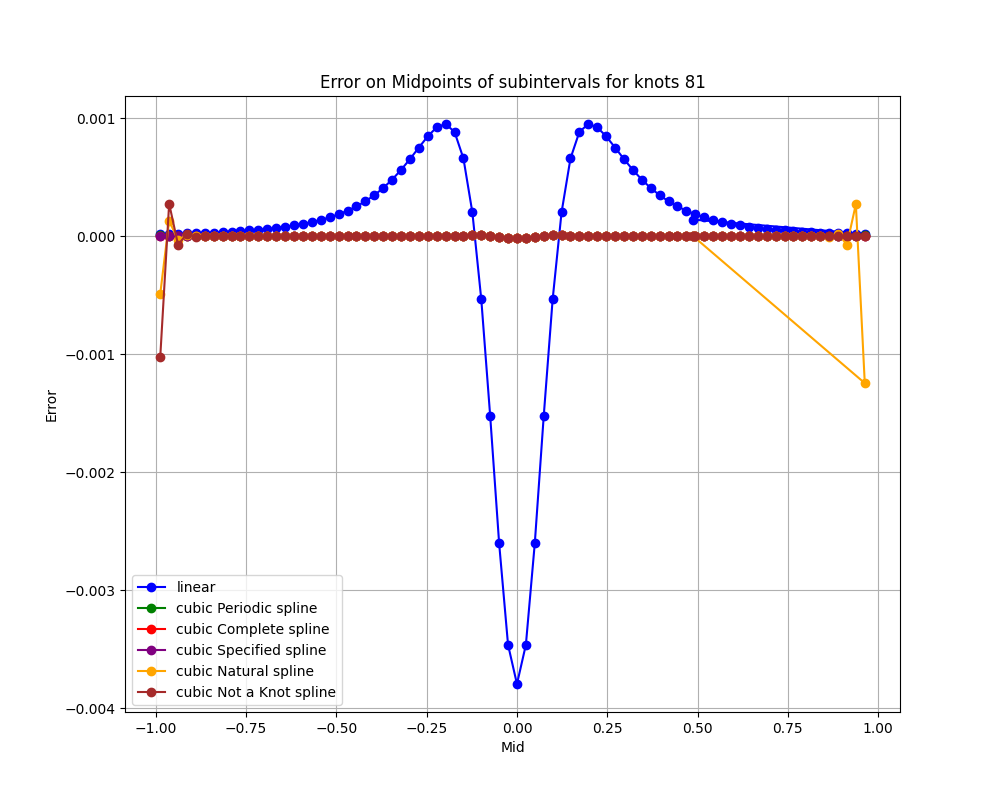 Error on Midpoints of subintervals for knots 81
0.001
0.000
−0.001
−0.002
−0.003
−0.004
Error
linear
cubic Periodic spline
cubic Complete spline
cubic Specified spline
cubic Natural spline
cubic Not a Knot spline
−1.00 −0.75 −0.50 −0.25 0.00 0.25 0.50 0.75 1.00
Mid